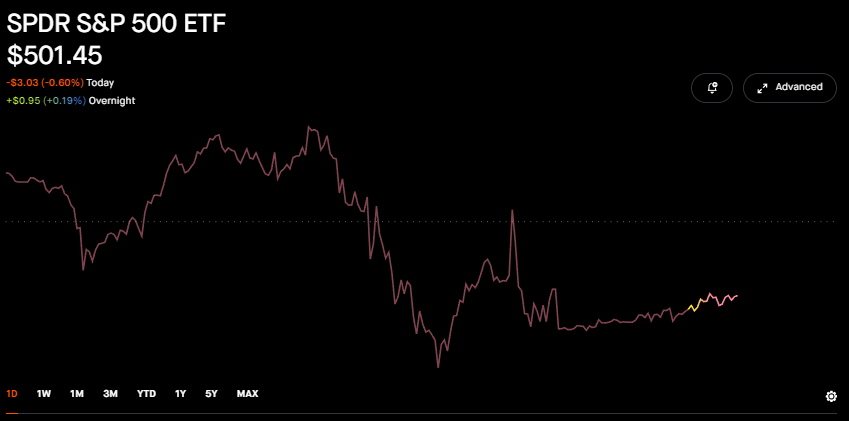 SPDR S&P 500 ETF
$501.45
-$3.03 (-0.60%) Today
+$0.95 (+0.19%) Overnight
Advanced
1D 1W 1M 3M YTD 1Y 5Y MAX